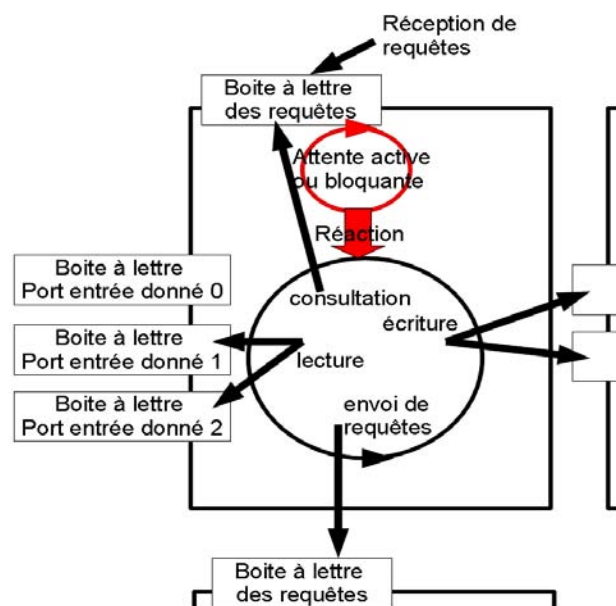 Réception de
requêtes
Boite à lettre
des requêtes
Attente active
ou bloquante
Réaction
Boite à lettre
Port entrée donné 0
consultation
écriture
Boite à lettre
Port entrée donné 1
lecture
Boite à lettre
Port entrée donné 2
envoi de
requêtes
Boite à lettre
des requêtes